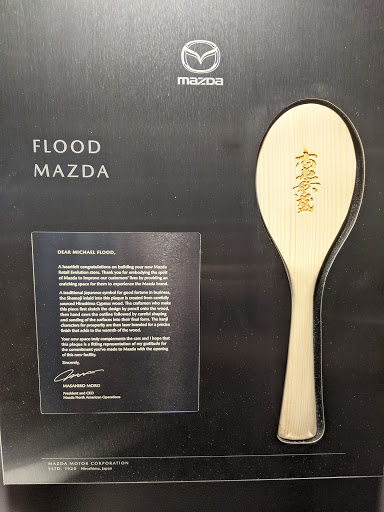 mazda
FLOOD
MAZDA
DEAR MICHAEL FLOOD,
A heartfelt congratulations on building your new Mazda
Retail Evolution store. Thank you for embodying the spirit
of Mazda to improve our customers' lives by providing an
enriching space for them to experience the Mazda brand.
A traditional Japanese symbol for good fortune in business,
the Shamoji inlaid into this plaque is created from carefully
sourced Hiroshima Cypress wood. The craftsmen who make
this piece first sketch the design by pencil onto the wood,
then hand carve the outline followed by careful shaping
and sanding of the surfaces into their final form. The kanji
characters for prosperity are then laser branded for a precise
finish that adds to the warmth of the wood.
Your new space truly complements the cars and I hope that
this plaque is a fitting representation of my gratitude for
the commitment you've made to Mazda with the opening
of this new facility.
Sincerely,
MASAHIRO MORO
President and CEO
Mazda North American Operations
MAZDA MOTOR CORPORATION
ESTD. 1920 Hiroshima, Japan